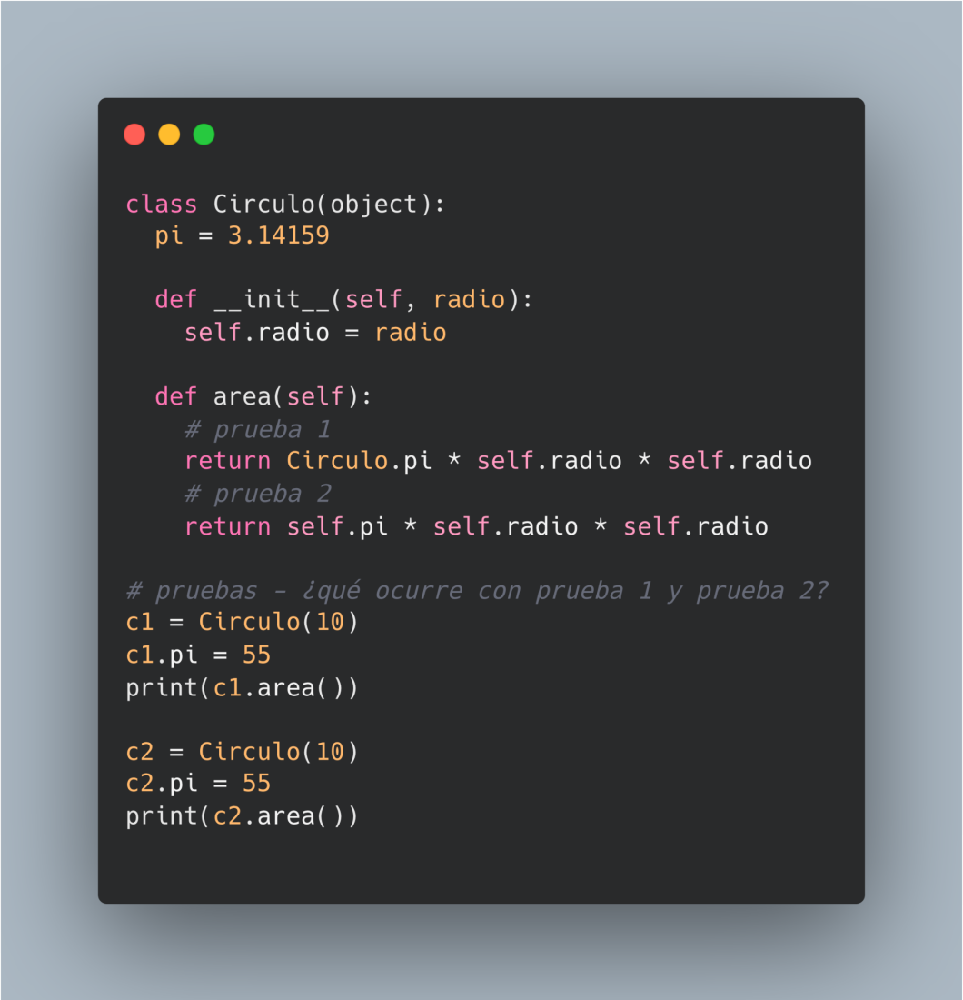 class Circulo(object):
  pi = 3.14159

  def __init__(self, radio):
    self.radio = radio

  def area(self):
    # prueba 1
    return Circulo.pi * self.radio * self.radio
    # prueba 2
    return self.pi * self.radio * self.radio

# pruebas - ¿qué ocurre con prueba 1 y prueba 2?
c1 = Circulo(10)
c1.pi = 55
print(c1.area())

c2 = Circulo(10)
c2.pi = 55
print(c2.area())